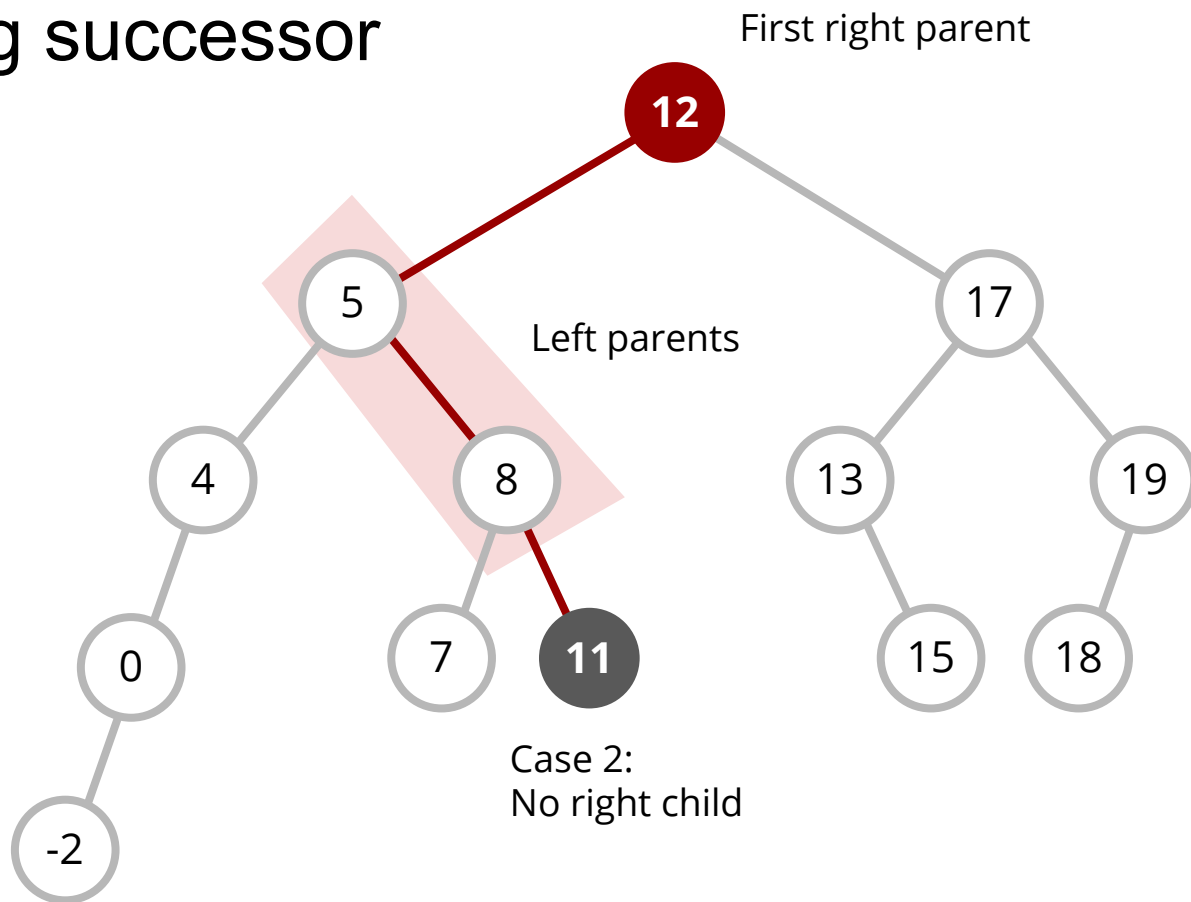 g successor
First right parent
12
5
17
Left parents
4
8
13
19
0
7
11
15
18
Case 2:
No right child
-2